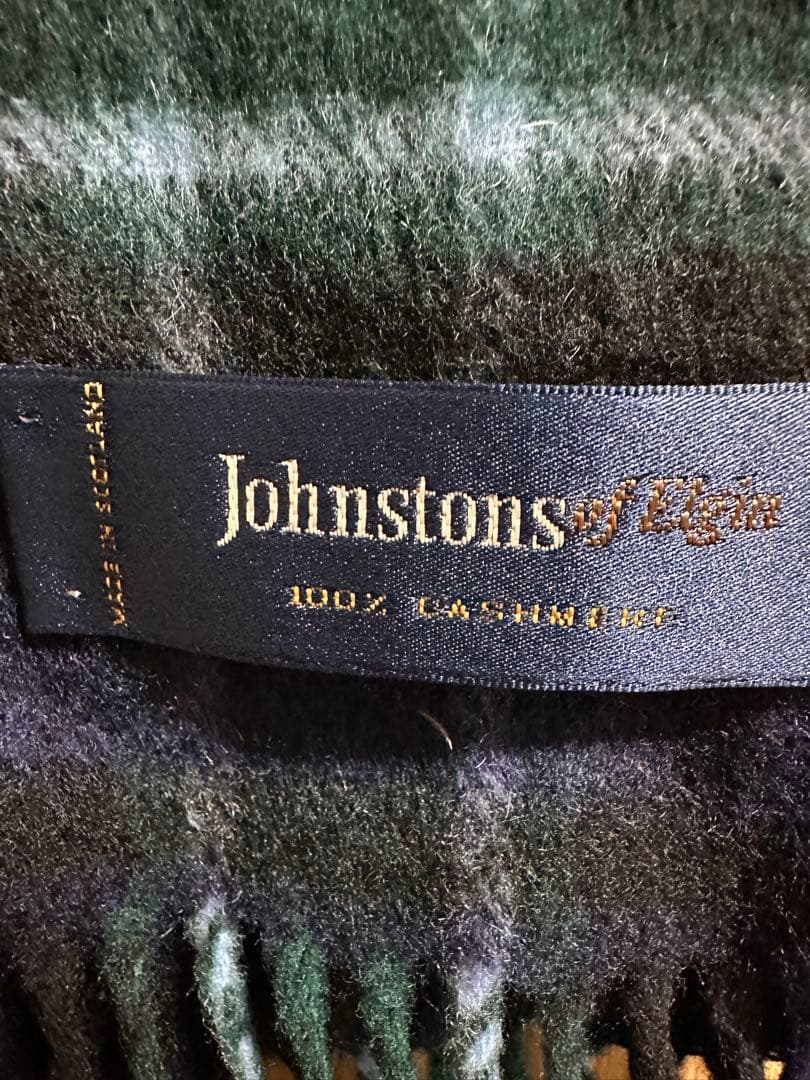 MADE IN SCOTLAND
Johnstons of Elgin
100% CASHMERE